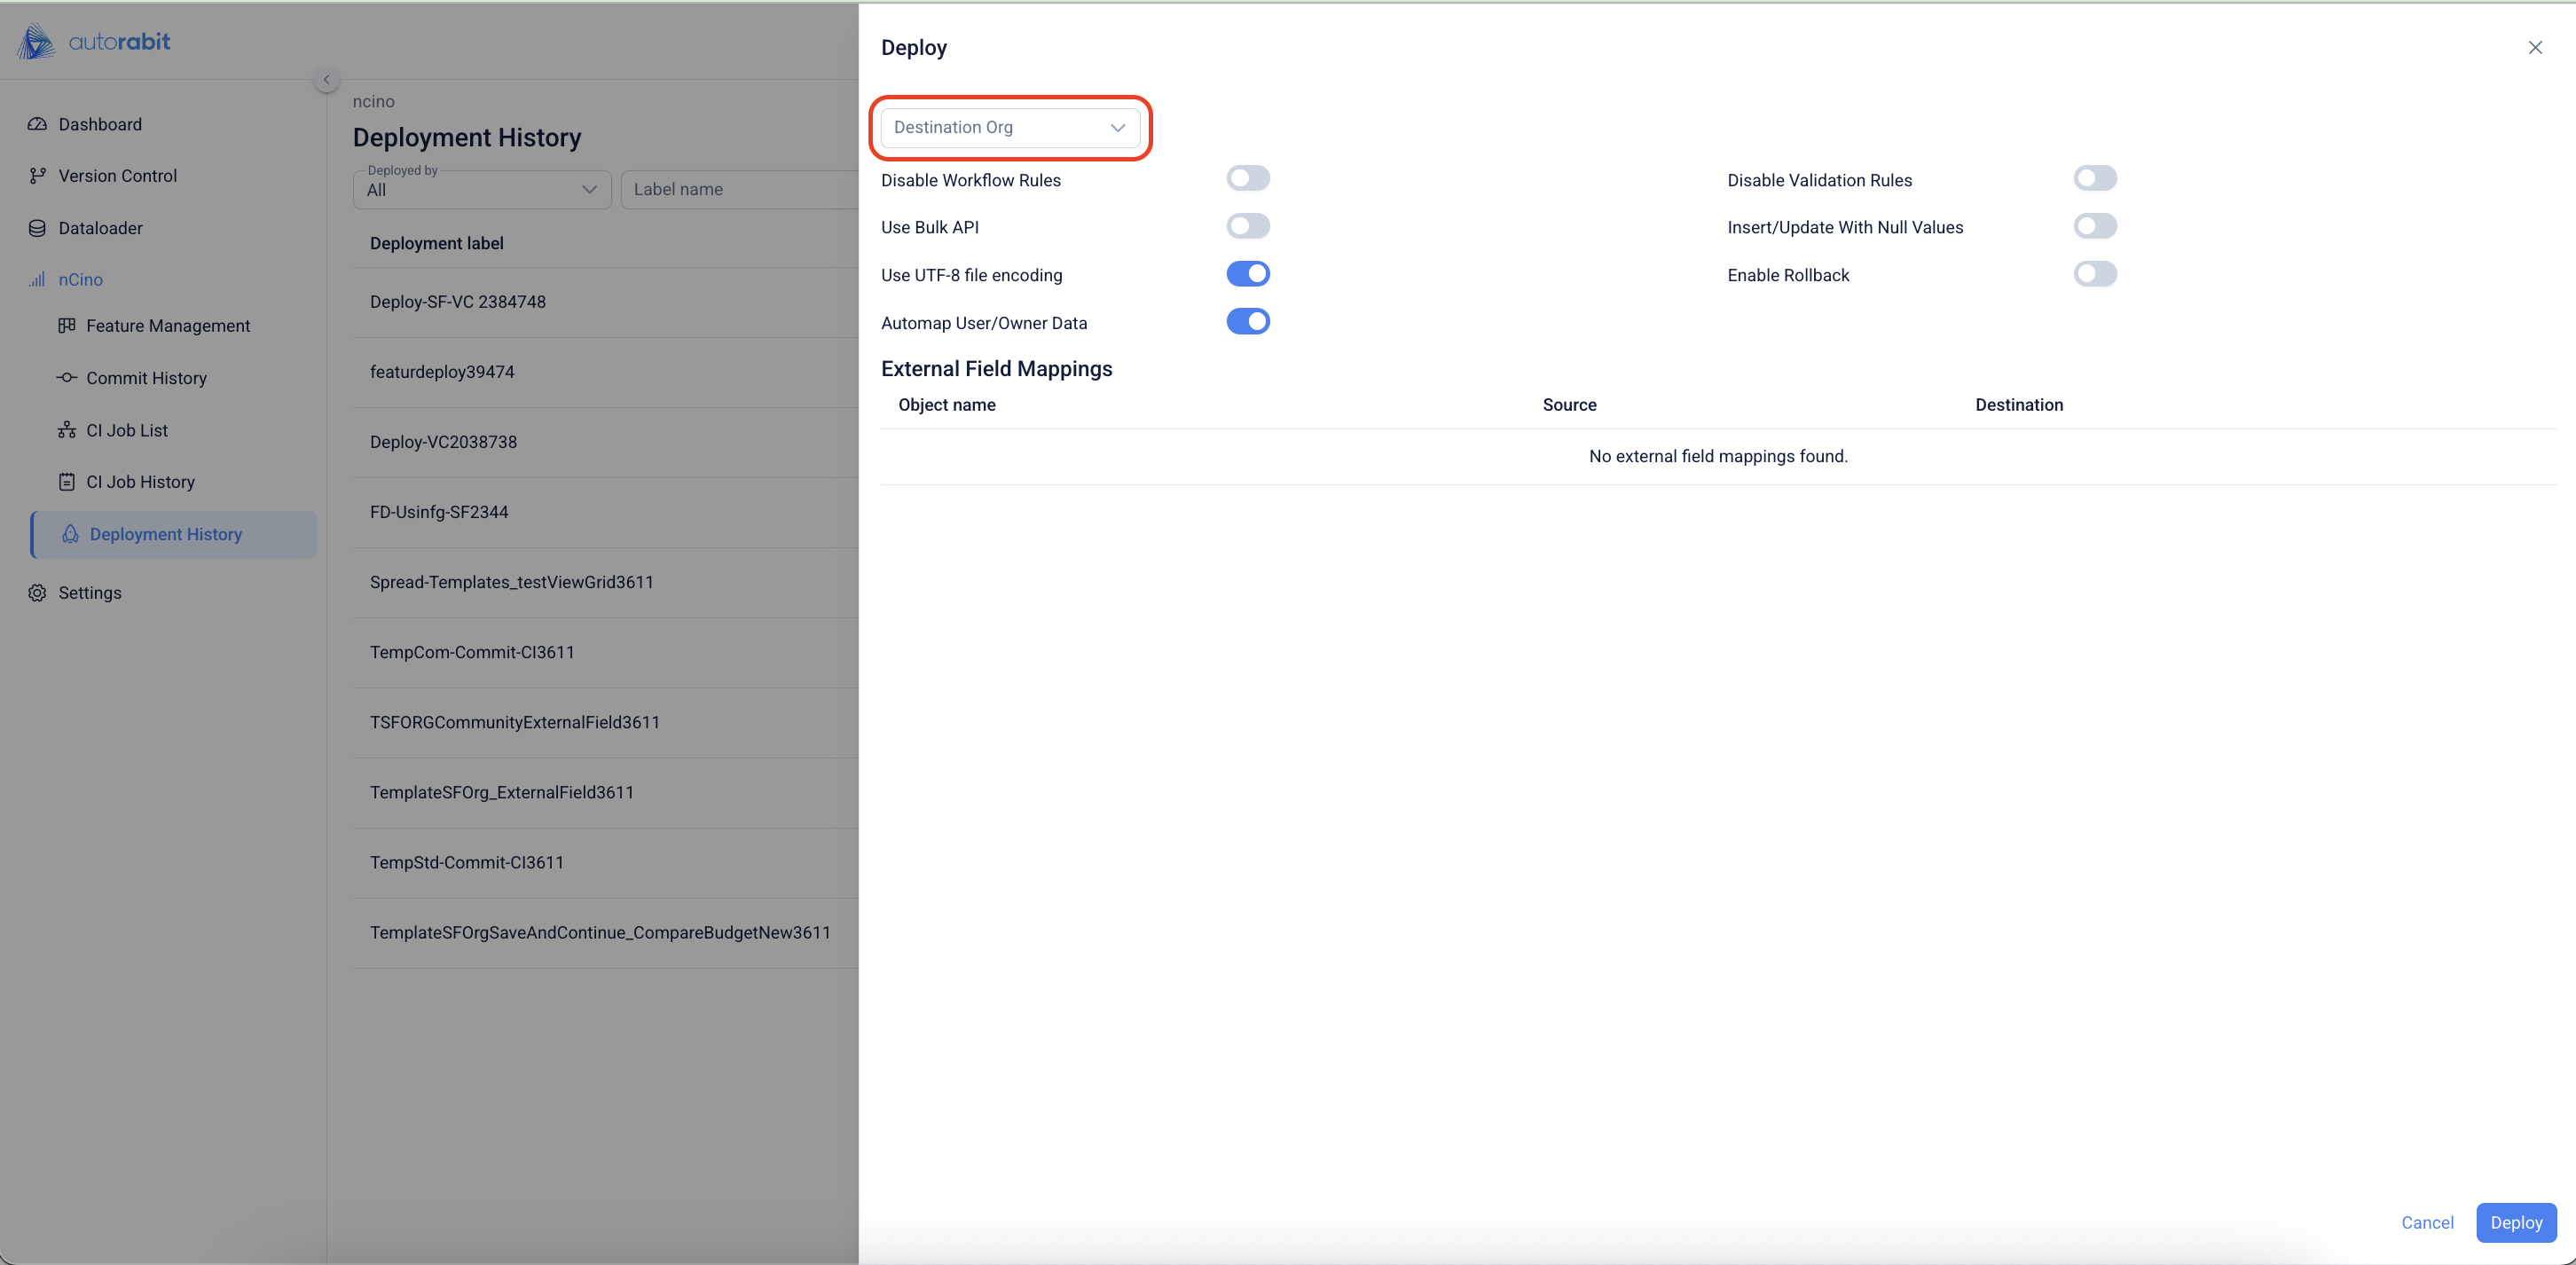 autorabit
Dashboard
Version Control
Dataloader
nCino
Feature Management
Commit History
CI Job List
CI Job History
Deployment History
Settings
ncino
Deployment History
Deployed by
All
Label name
Deployment label
Deploy-SF-VC 2384748
featurdeploy39474
Deploy-VC2038738
FD-Usinfg-SF2344
Spread-Templates_testViewGrid3611
TempCom-Commit-CI3611
TSFORGCommunityExternalField3611
TemplateSFOrg_ExternalField3611
TempStd-Commit-CI3611
TemplateSFOrgSaveAndContinue_CompareBudgetNew3611
Deploy
Destination Org
Disable Workflow Rules
Disable Validation Rules
Use Bulk API
Insert/Update With Null Values
Use UTF-8 file encoding
Enable Rollback
Automap User/Owner Data
External Field Mappings
Object name Source Destination
No external field mappings found.
Cancel
Deploy